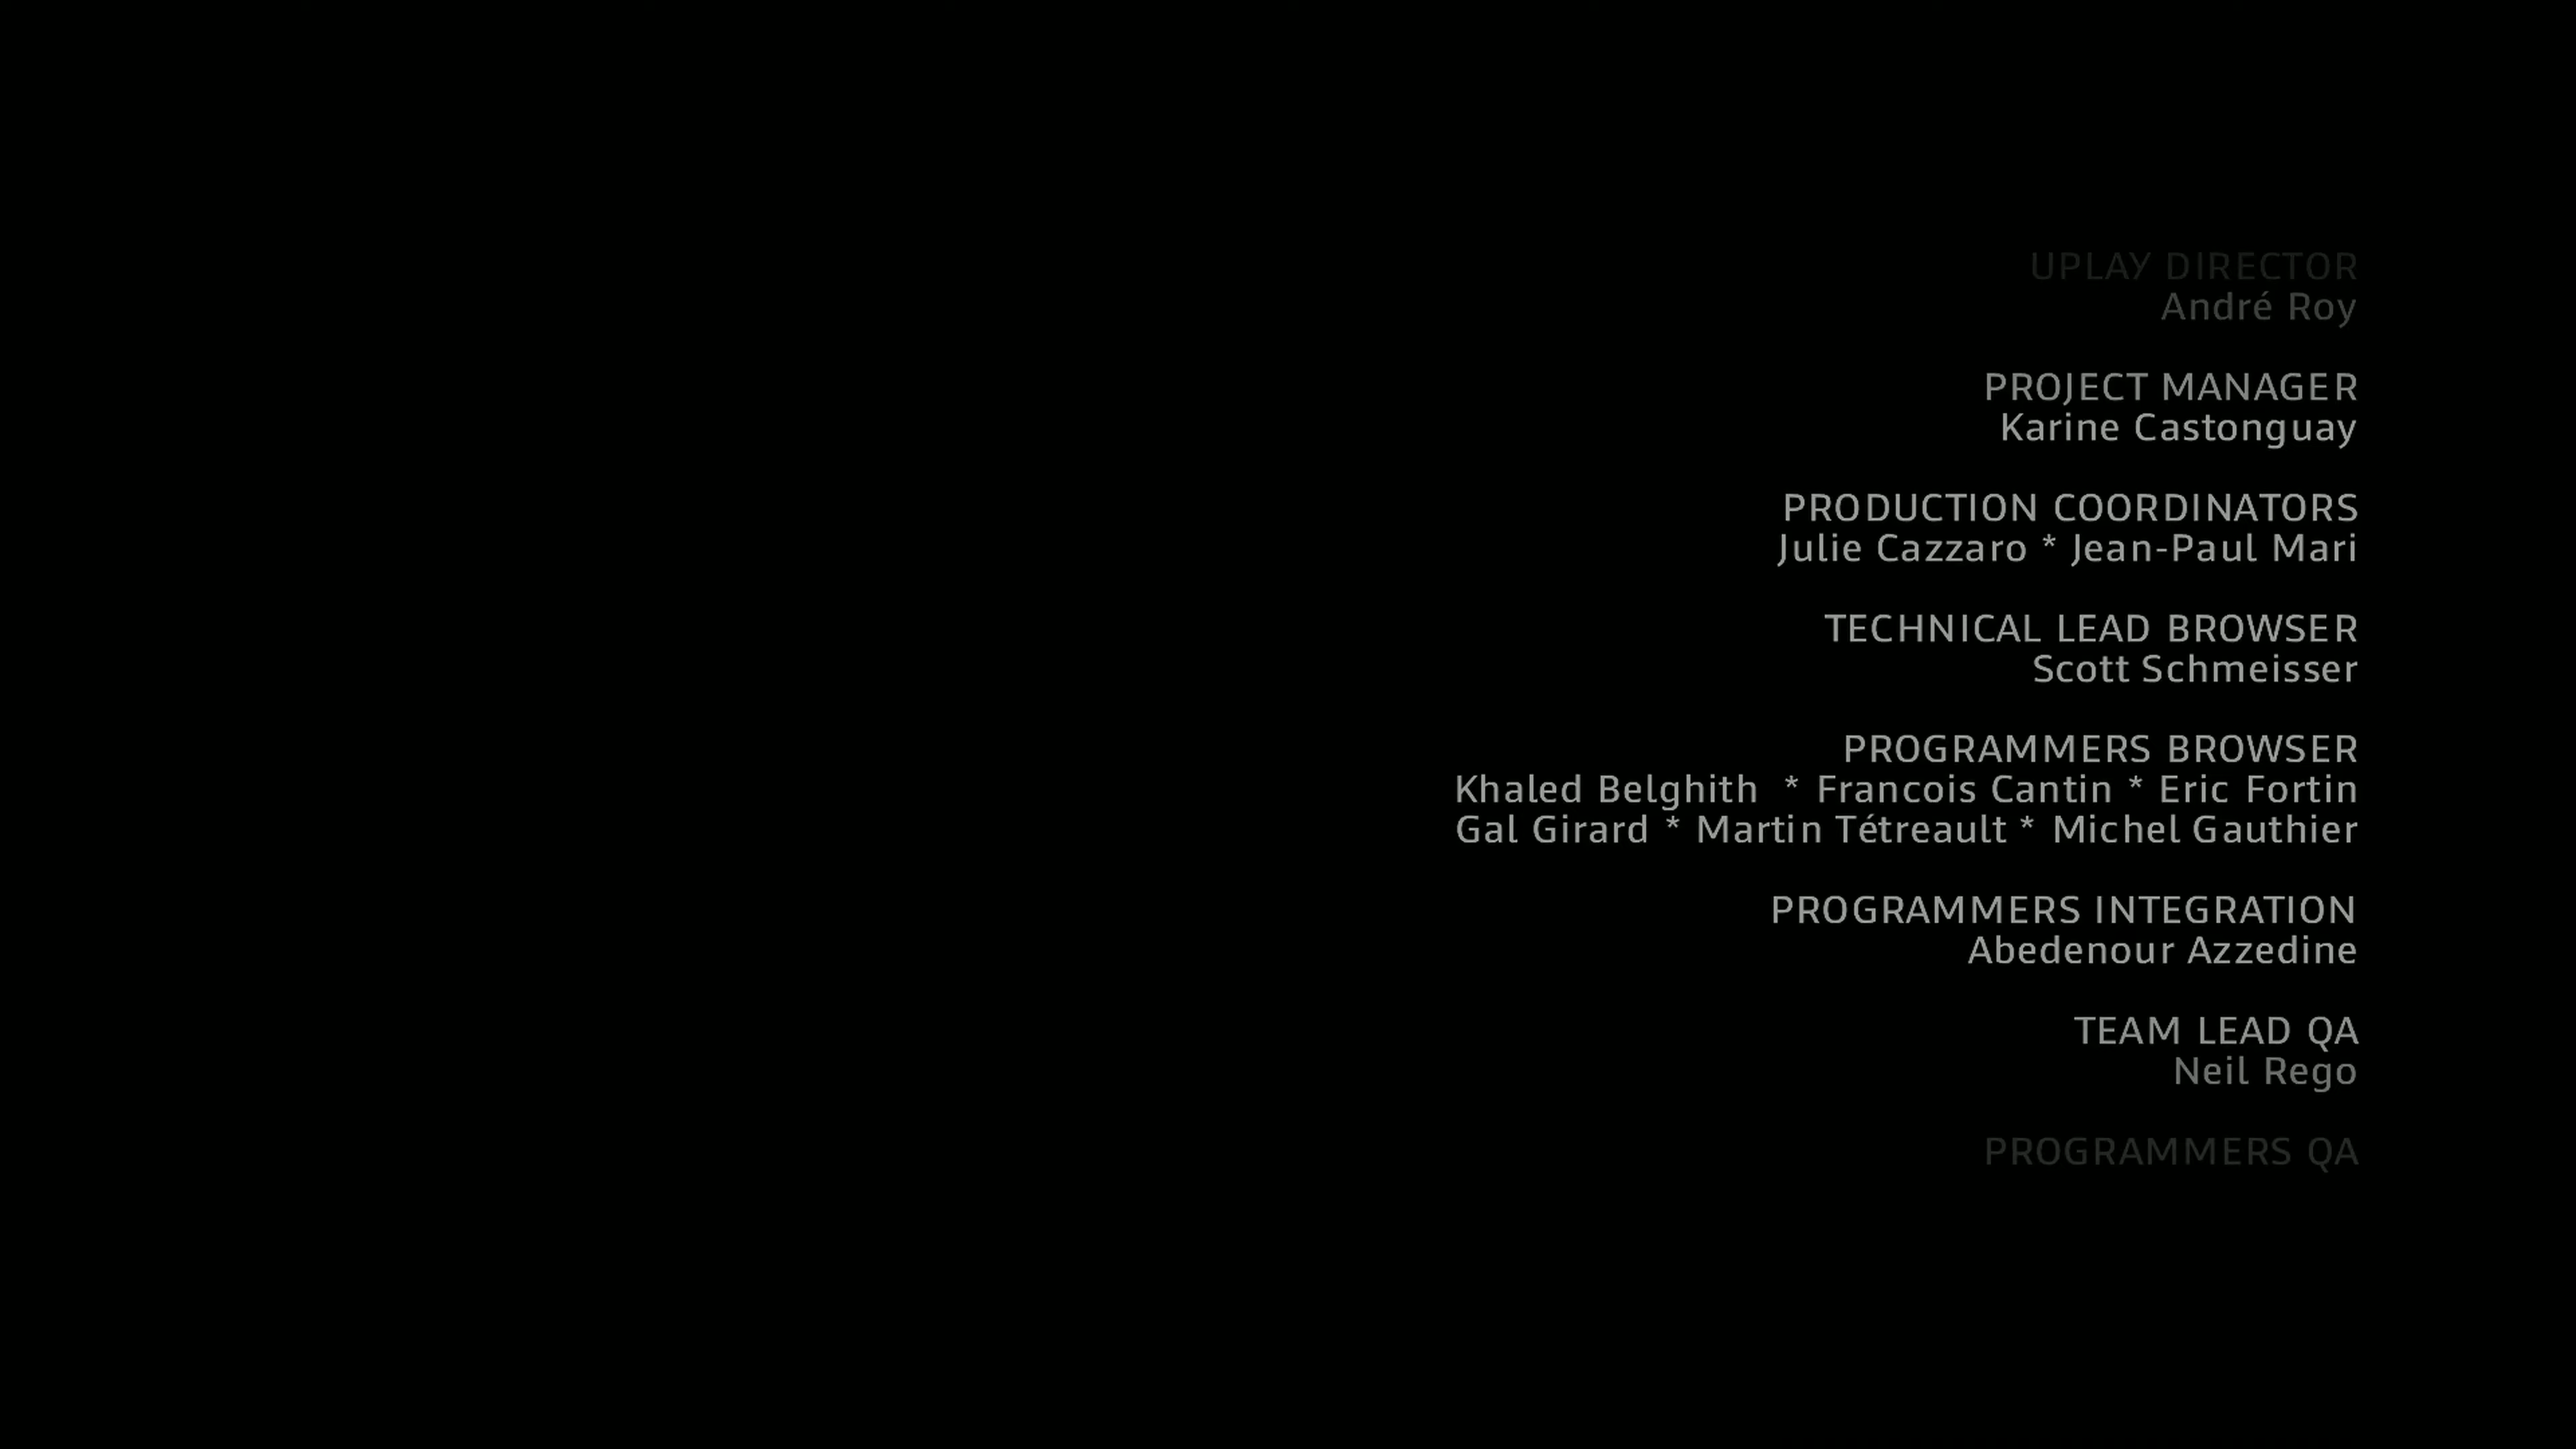 UPLAY DIRECTOR
André Roy
PROJECT MANAGER
Karine Castonguay
PRODUCTION COORDINATORS
Julie Cazzaro * Jean-Paul Mari
TECHNICAL LEAD BROWSER
Scott Schmeisser
PROGRAMMERS BROWSER
Khaled Belghith * Francois Cantin * Eric Fortin
Gal Girard * Martin Tétreault * Michel Gauthier
PROGRAMMERS INTEGRATION
Abedenour Azzedine
TEAM LEAD QA
Neil Rego
PROGRAMMERS QA